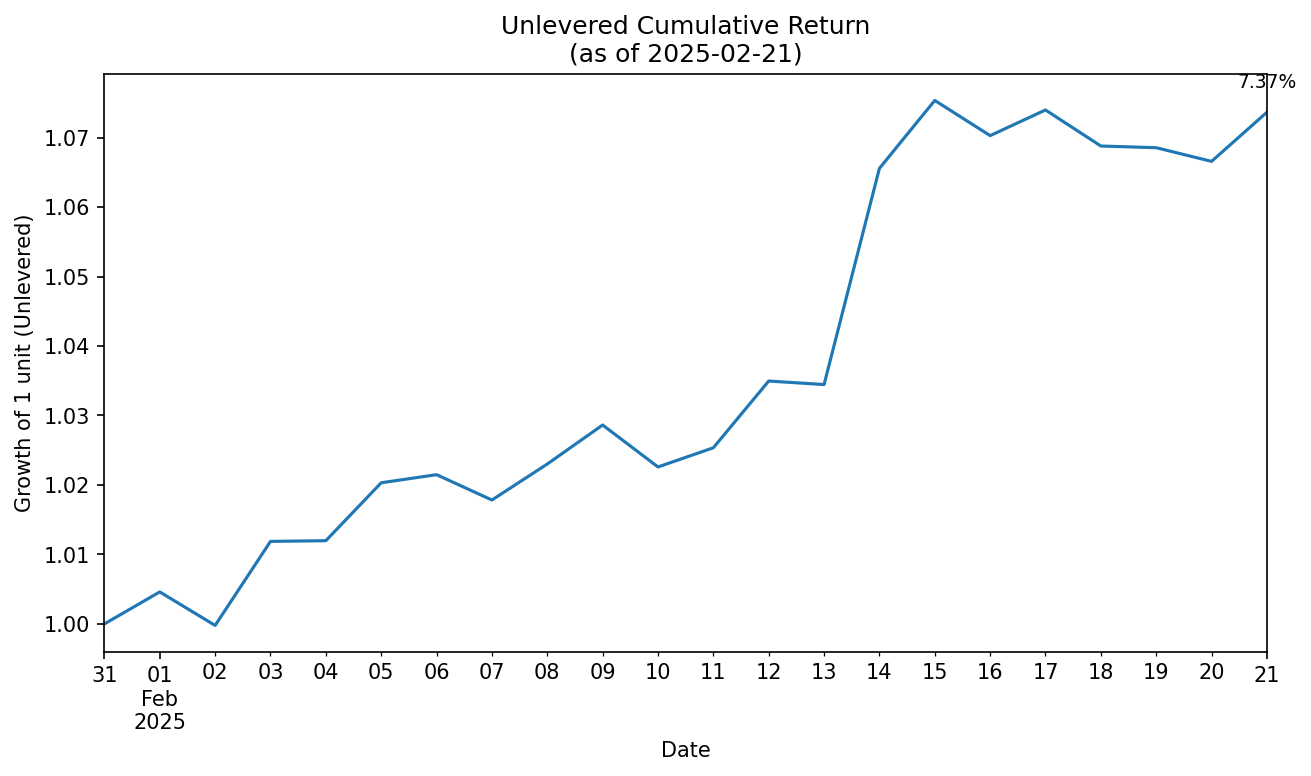 Unlevered Cumulative Return
(as of 2025-02-21)
7.37%
Growth of 1 unit (Unlevered)
1.07
1.06
1.05
1.04
1.03
1.02
1.01
1.00
31 01 02 03 04 05 06 07 08 09 10 11 12 13 14 15 16 17 18 19 20 21
Feb
2025
Date